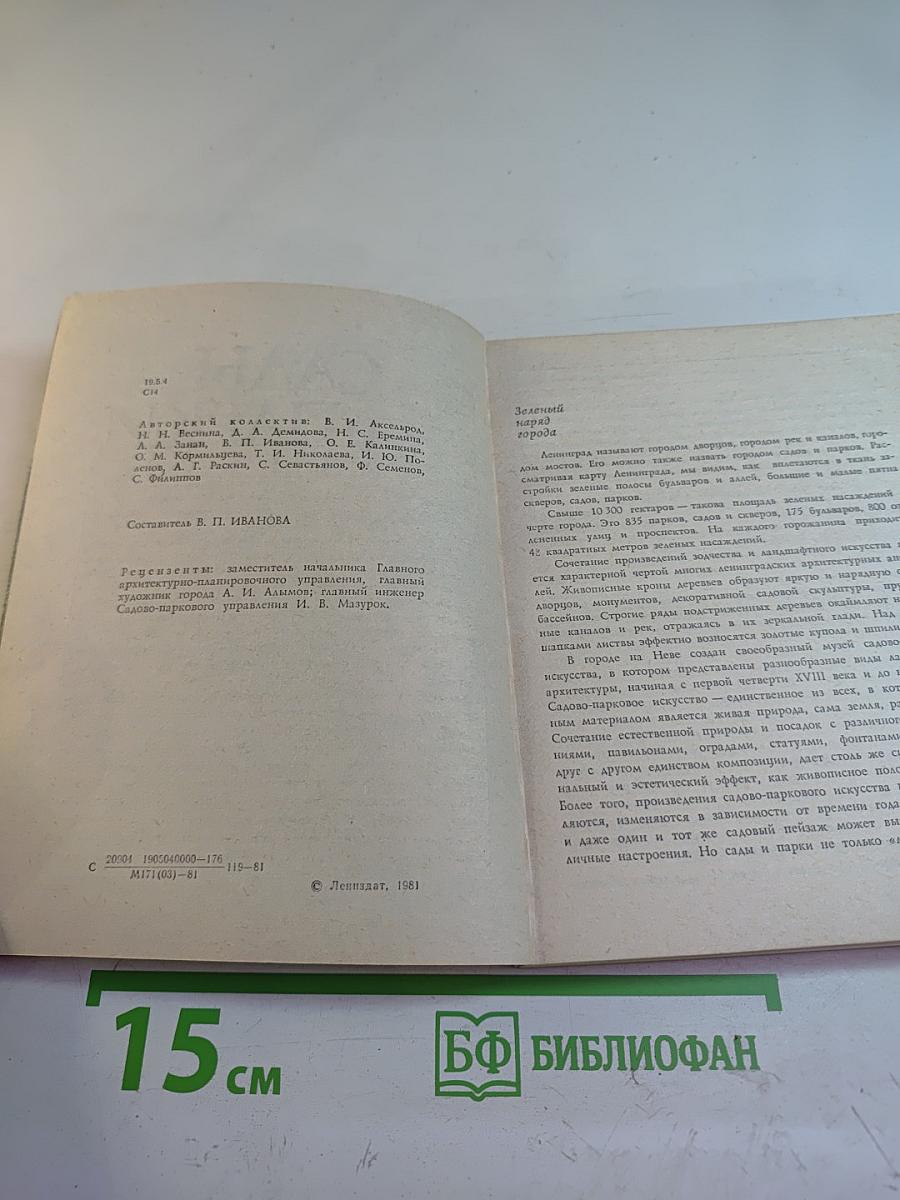 19.5.4
С14
Авторский коллектив: В. И. Аксельрод,
Н. Н. Веснина, Д. А. Демидова, Н. С. Еремина,
Л. А. Занан, В. П. Иванова, О. Е. Калинкина,
О. М. Кормильцева, Т. И. Николаева, И. Ю. По-
ленов, А. Г. Раскин, С. Севастьянов, Ф. Семенов,
С. Филиппов
Составитель В. П. ИВАНОВА
Рецензенты: заместитель начальника Главного
архитектурно-планировочного управления, главный
художник города А. И. Алымов; главный инженер
Садово-паркового управления И. В. Мазурок.
С 20904 1905040000—176
М171(03)—81
119—81
© Лениздат, 1981
Зеленый
наряд
города
Ленинград называют городом дворцов, городом рек и каналов, горо-
дом мостов. Его можно также назвать городом садов и парков. Рас-
сматривая карту Ленинграда, мы видим, как вплетаются в ткань за-
стройки зеленые полосы бульваров и аллей, большие и малые пятна
скверов, садов, парков.
Свыше 10 300 гектаров — такова площадь зеленых насаждений
черте города. Это 835 парков, садов и скверов, 175 бульваров, 800 оз
лененных улиц и проспектов. На каждого горожанина приходе
42 квадратных метров зеленых насаждений.
Сочетание произведений зодчества и ландшафтного искусства
ется характерной чертой многих ленинградских архитектурных ан
лей. Живописные кроны деревьев образуют яркую и нарядную
дворцов, монументов, декоративной садовой скульптуры, пру
бассейнов. Строгие ряды подстриженных деревьев окаймляют
ные каналов и рек, отражаясь в их зеркальной глади. Над
шапками листвы эффектно возносятся золотые купола и шпили
В городе на Неве создан своеобразный музей садово
искусства, в котором представлены разнообразные виды ла
архитектуры, начиная с первой четверти XVIII века и до
Садово-парковое искусство — единственное из всех, в кот
ным материалом является живая природа, сама земля, ра
Сочетание естественной природы и посадок с различного
ниями, павильонами, оградами, статуями, фонтанам
друг с другом единством композиции, дает столь же си
нальный и эстетический эффект, как живописное поло
Более того, произведения садово-паркового искусства
ляются, изменяются в зависимости от времени года
и даже один и тот же садовый пейзаж может вы
личные настроения. Но сады и парки не только
15 см
БФ БИБЛИОФАН